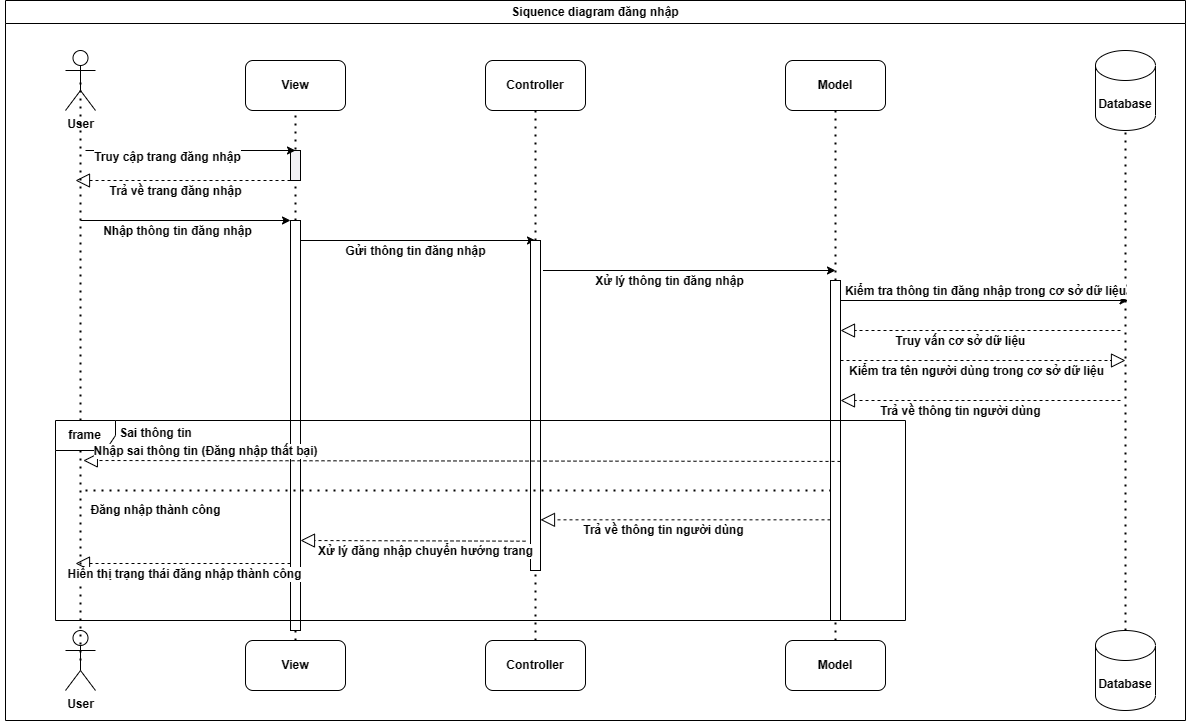 Siquence diagram đăng nhập
User
View
Controller
Model
Database
Truy cập trang đăng nhập
Trả về trang đăng nhập
Nhập thông tin đăng nhập
Gửi thông tin đăng nhập
Xử lý thông tin đăng nhập
Kiểm tra thông tin đăng nhập trong cơ sở dữ liệu
Truy vấn cơ sở dữ liệu
Kiểm tra tên người dùng trong cơ sở dữ liệu
Trả về thông tin người dùng
frame
Sai thông tin
Nhập sai thông tin (Đăng nhập thất bại)
Đăng nhập thành công
Trả về thông tin người dùng
Xử lý đăng nhập chuyển hướng trang
Hiển thị trạng thái đăng nhập thành công
User
View
Controller
Model
Database